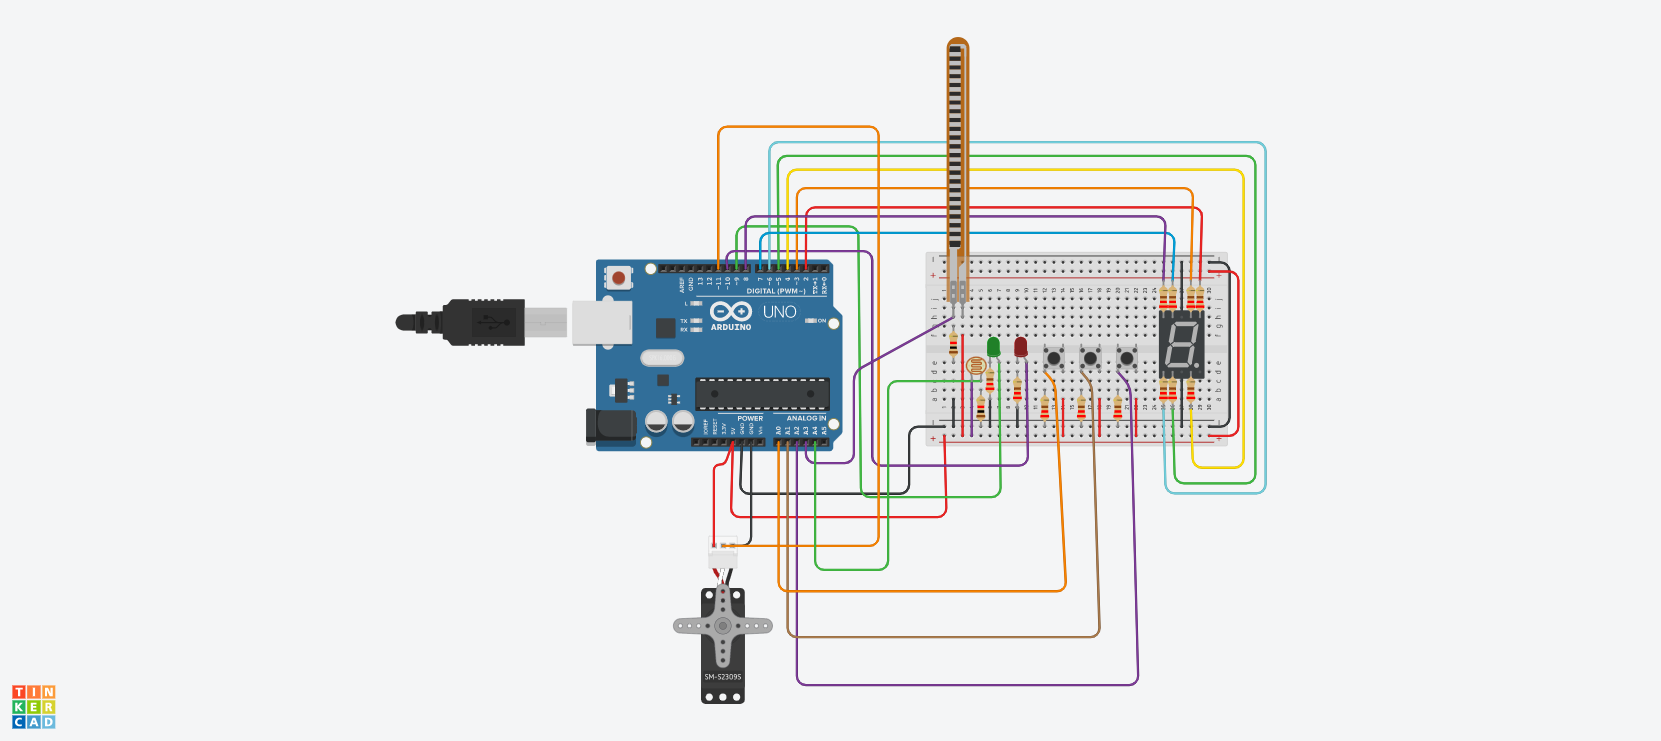 AREF
GND
13
12
~11
~10
~9
8
7
~6
~5
4
~3
2
TX→1
RX←0
DIGITAL (PWM~)
L
TX
RX
ARDUINO
UNO
ON
POWER
ANALOG IN
IOREF
RESET
3.3V
5V
GND
GND
Vin
A0
A1
A2
A3
A4
A5
SM-S2309S
TIN
KER
CAD